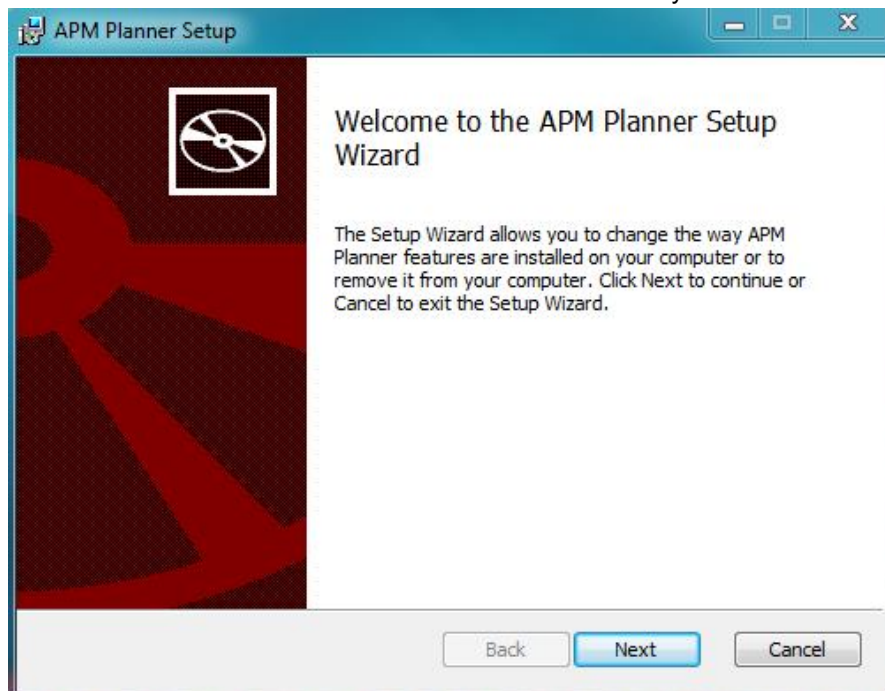 APM Planner Setup
Welcome to the APM Planner Setup
Wizard
The Setup Wizard allows you to change the way APM
Planner features are installed on your computer or to
remove it from your computer. Click Next to continue or
Cancel to exit the Setup Wizard.
Back Next Cancel